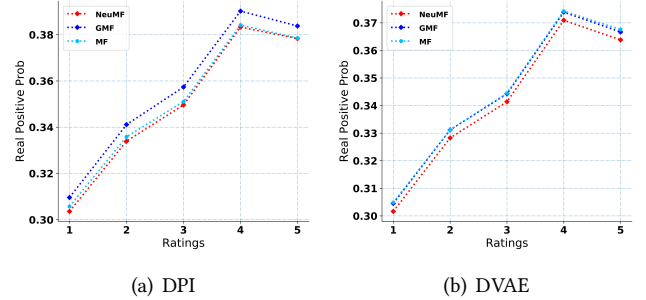 NeuMF
GMF
MF
0.38
0.36
0.34
0.32
0.30
Real Positive Prob
1 2 3 4 5
Ratings
(a) DPI
NeuMF
GMF
MF
0.37
0.36
0.35
0.34
0.33
0.32
0.31
0.30
Real Positive Prob
1 2 3 4 5
Ratings
(b) DVAE